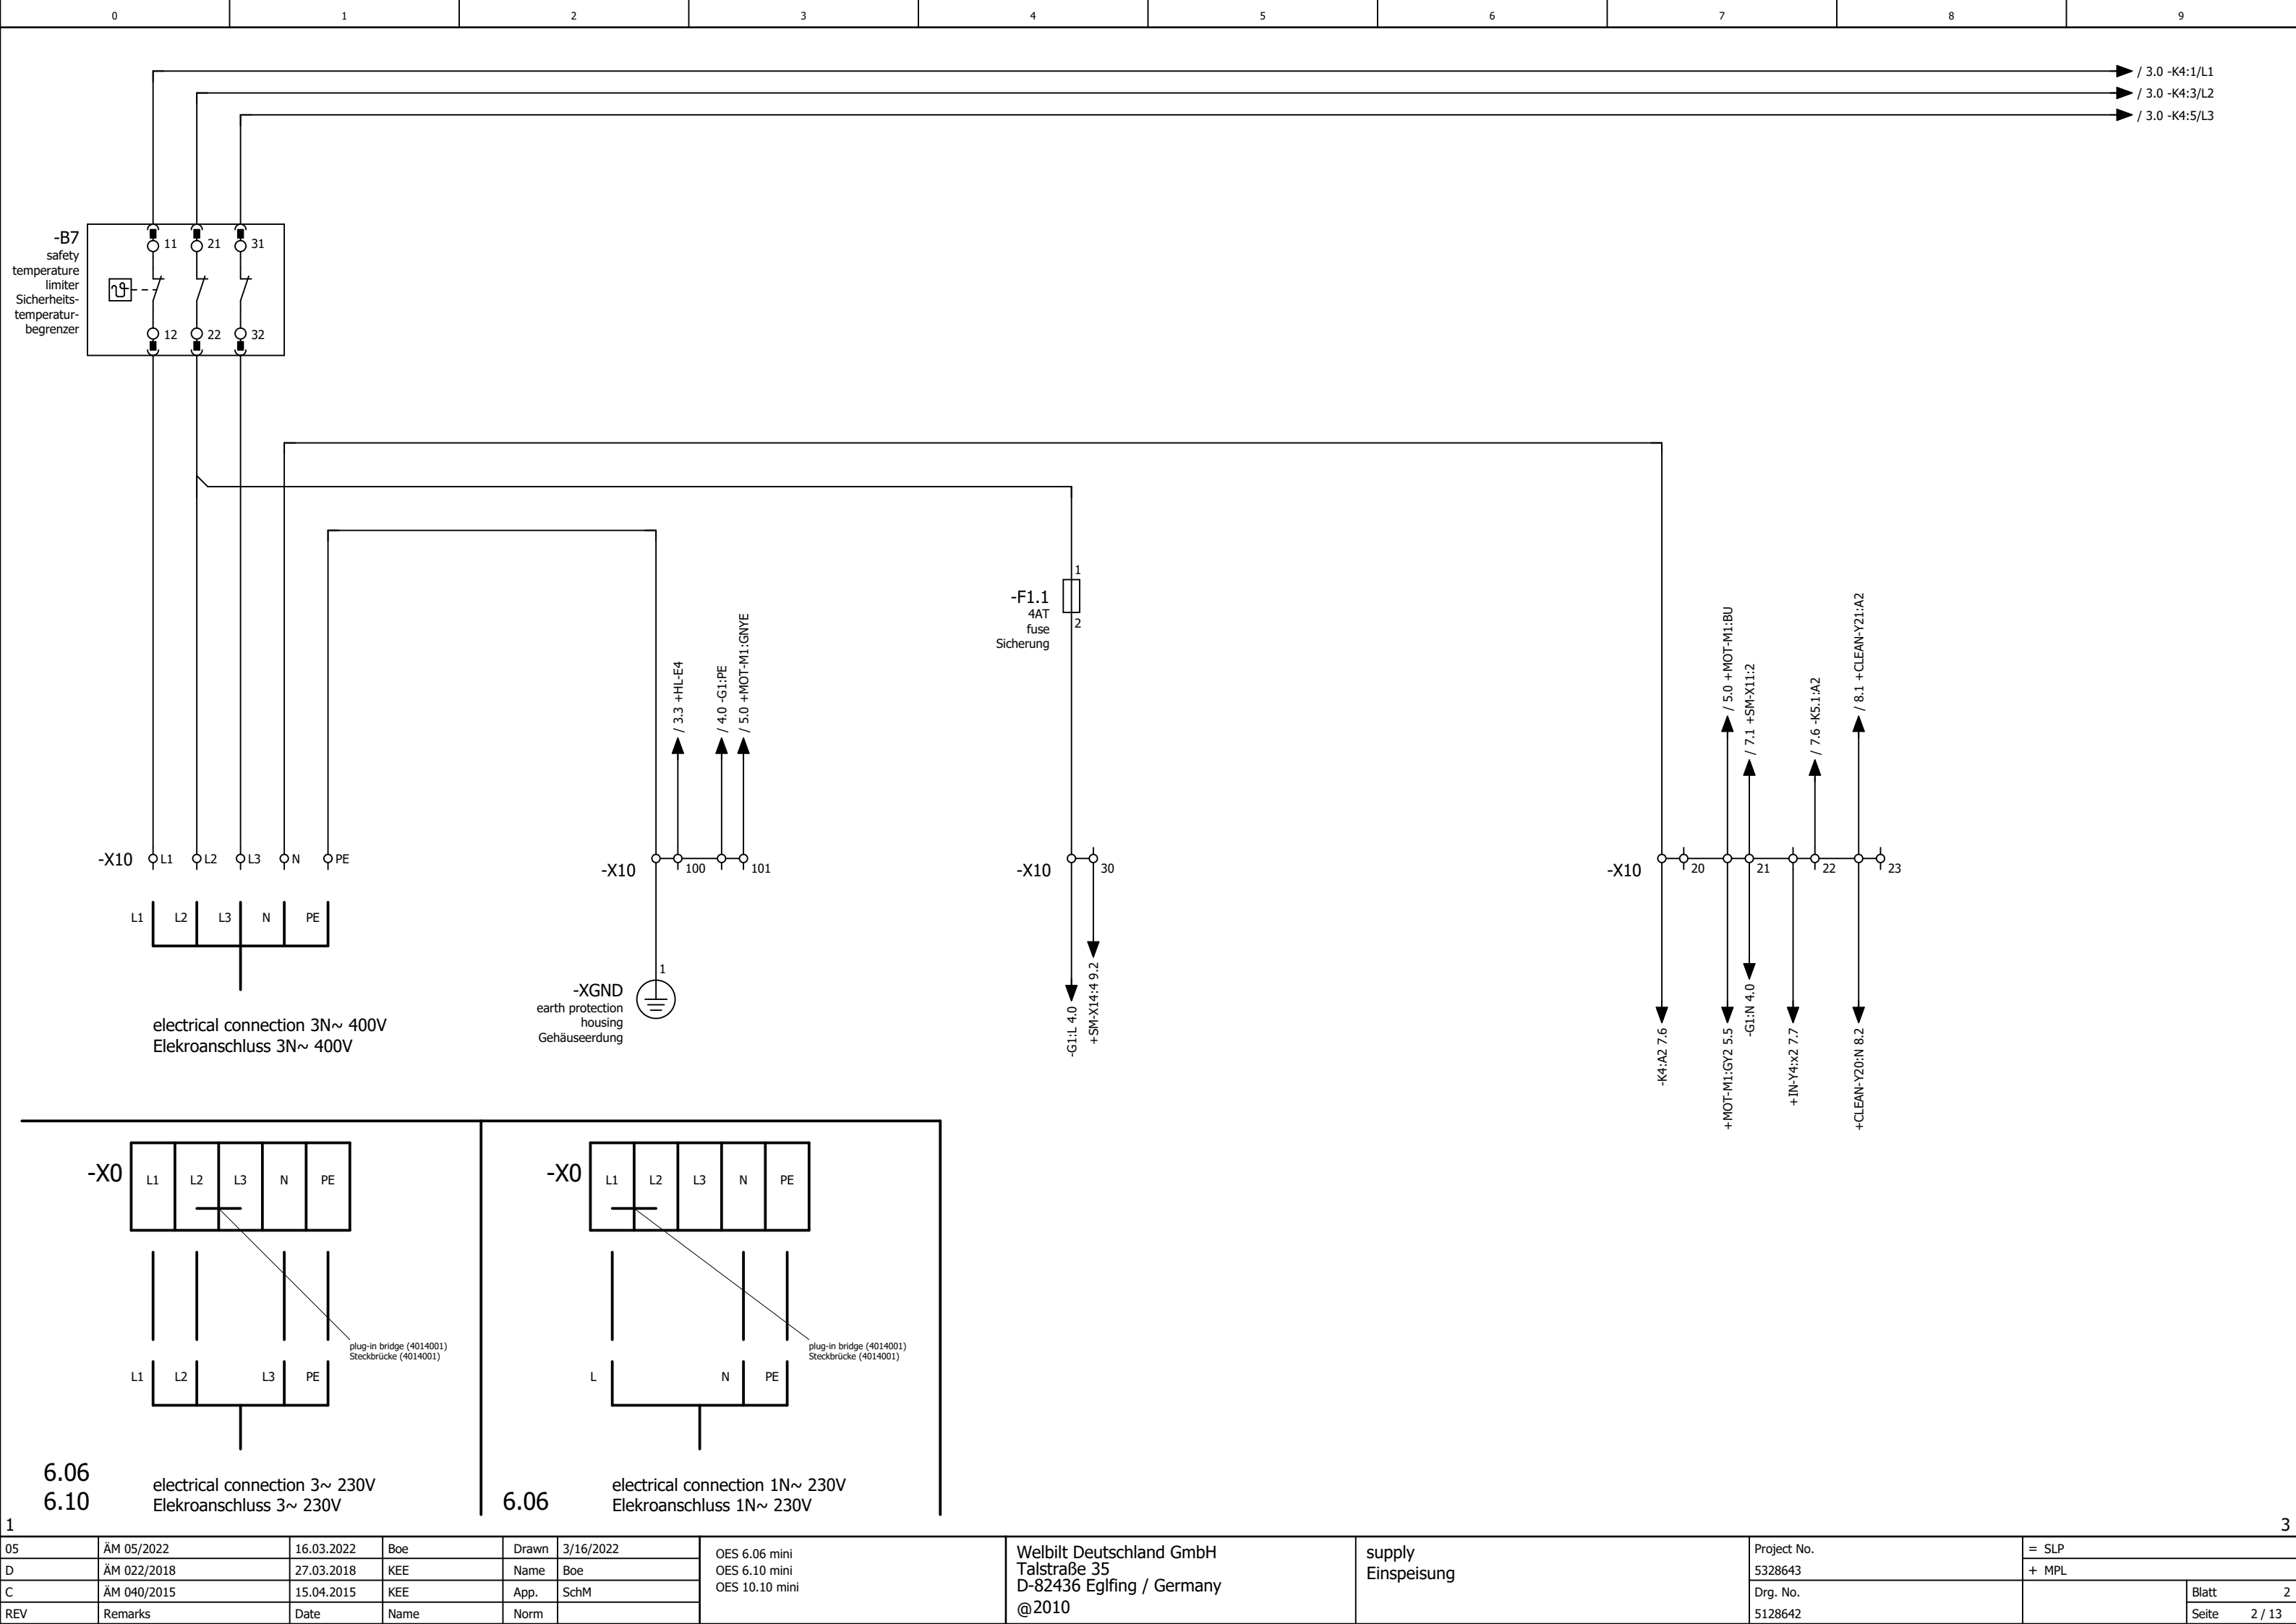 0 1 2 3 4 5 6 7 8 9
/ 3.0 -K4:1/L1
/ 3.0 -K4:3/L2
/ 3.0 -K4:5/L3
-B7
safety
temperature
limiter
Sicherheits-
temperatur-
begrenzer
11 21 31
12 22 32
-F1.1
4AT
fuse
Sicherung
1
2
/ 3.3 +HL-E4
/ 4.0 -G1:PE
/ 5.0 +MOT-M1:GNYE
/ 5.0 +MOT-M1:BU
/ 7.1 +SM-X11:2
/ 7.6 -K5.1:A2
/ 8.1 +CLEAN-Y21:A2
-X10 L1 L2 L3 N PE
-X10 100 101
-X10 30
-X10 20 21 22 23
L1 L2 L3 N PE
-XGND
earth protection
housing
Gehäuseerdung
1
-G1:L 4.0
+SM-X14:4 9.2
-K4:A2 7.6
+MOT-M1:GY2 5.5
-G1:N 4.0
+IN-Y4:x2 7.7
+CLEAN-Y20:N 8.2
electrical connection 3N~ 400V
Elekroanschluss 3N~ 400V
-X0 L1 L2 L3 N PE
plug-in bridge (4014001)
Steckbrücke (4014001)
L1 L2 L3 PE
6.06
6.10
electrical connection 3~ 230V
Elekroanschluss 3~ 230V
-X0 L1 L2 L3 N PE
plug-in bridge (4014001)
Steckbrücke (4014001)
L N PE
6.06
electrical connection 1N~ 230V
Elekroanschluss 1N~ 230V
1
3
05 ÄM 05/2022 16.03.2022 Boe Drawn 3/16/2022
D ÄM 022/2018 27.03.2018 KEE Name Boe
C ÄM 040/2015 15.04.2015 KEE App. SchM
REV Remarks Date Name Norm
OES 6.06 mini
OES 6.10 mini
OES 10.10 mini
Welbilt Deutschland GmbH
Talstraße 35
D-82436 Eglfing / Germany
@2010
supply
Einspeisung
Project No.
5328643
Drg. No.
5128642
= SLP
+ MPL
Blatt 2
Seite 2 / 13